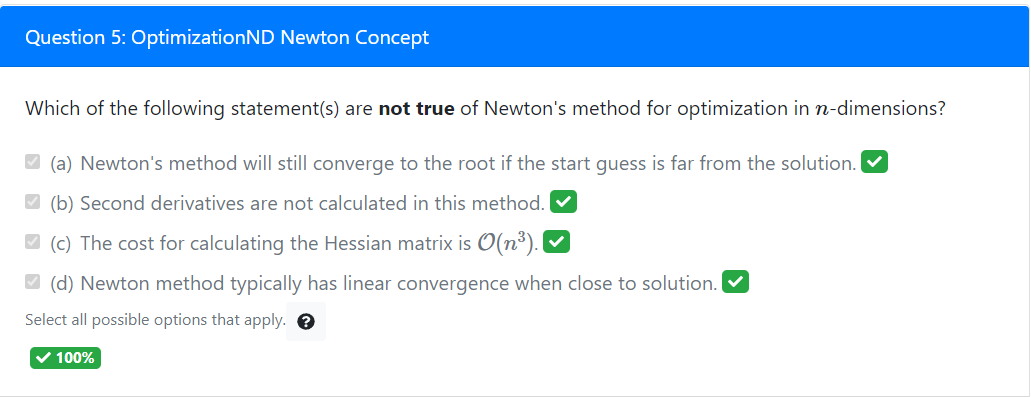 Question 5: OptimizationND Newton Concept
Which of the following statement(s) are not true of Newton's method for optimization in n-dimensions?
(a) Newton's method will still converge to the root if the start guess is far from the solution.
(b) Second derivatives are not calculated in this method.
(c) The cost for calculating the Hessian matrix is O(n³).
(d) Newton method typically has linear convergence when close to solution.
Select all possible options that apply. ?
100%